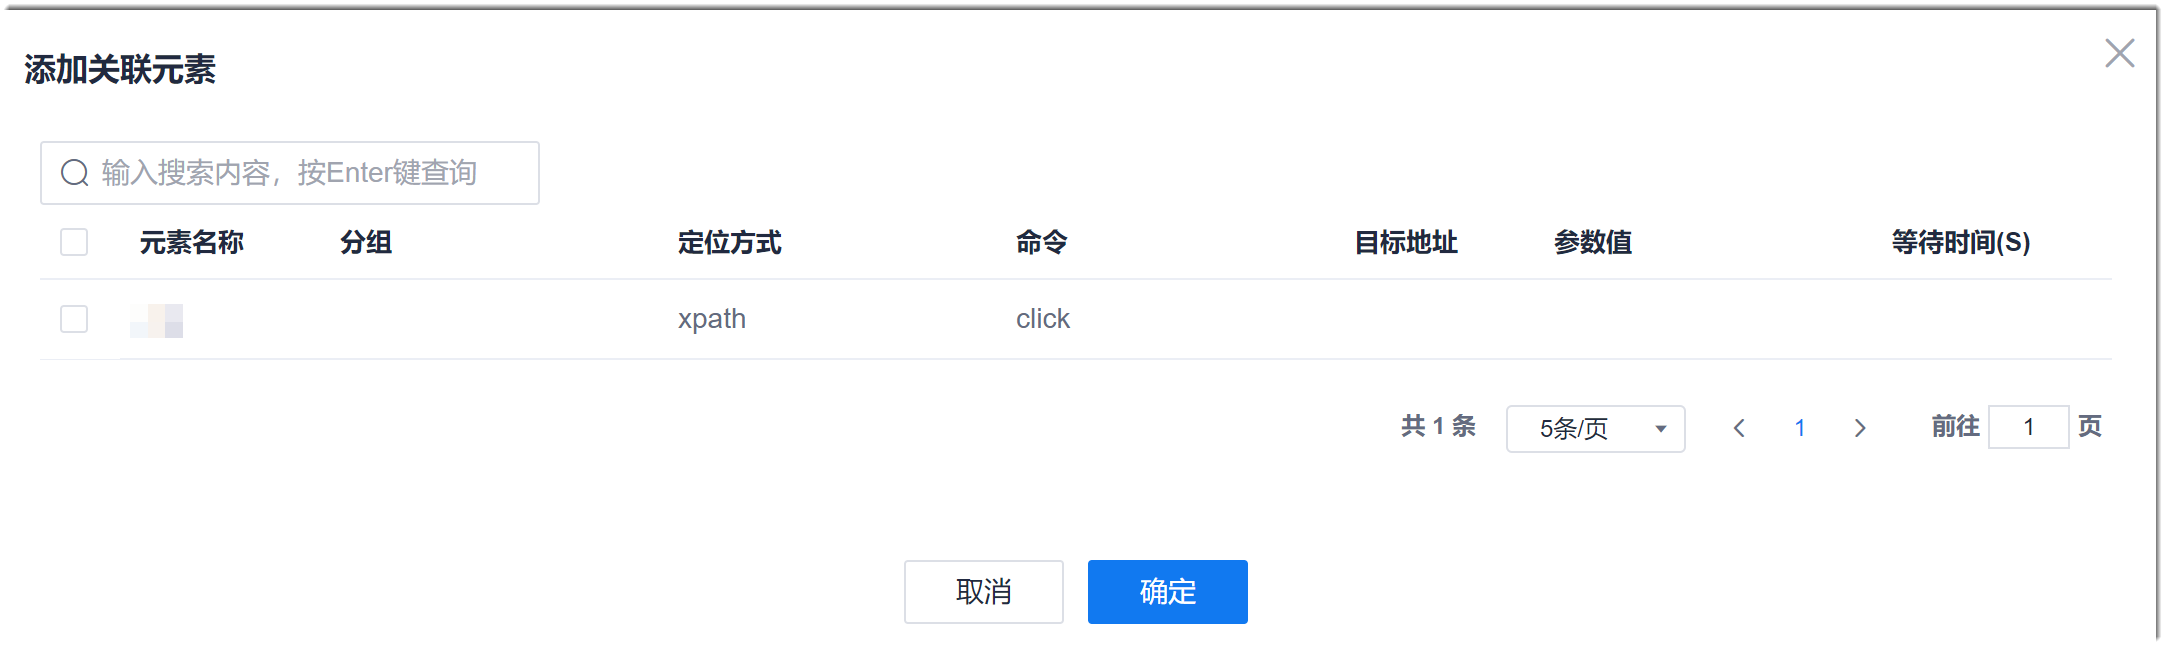 添加关联元素
输入搜索内容，按Enter键查询
元素名称 分组 定位方式 命令 目标地址 参数值 等待时间(S)
xpath click
共 1 条 5条/页 1 前往 1 页
取消 确定